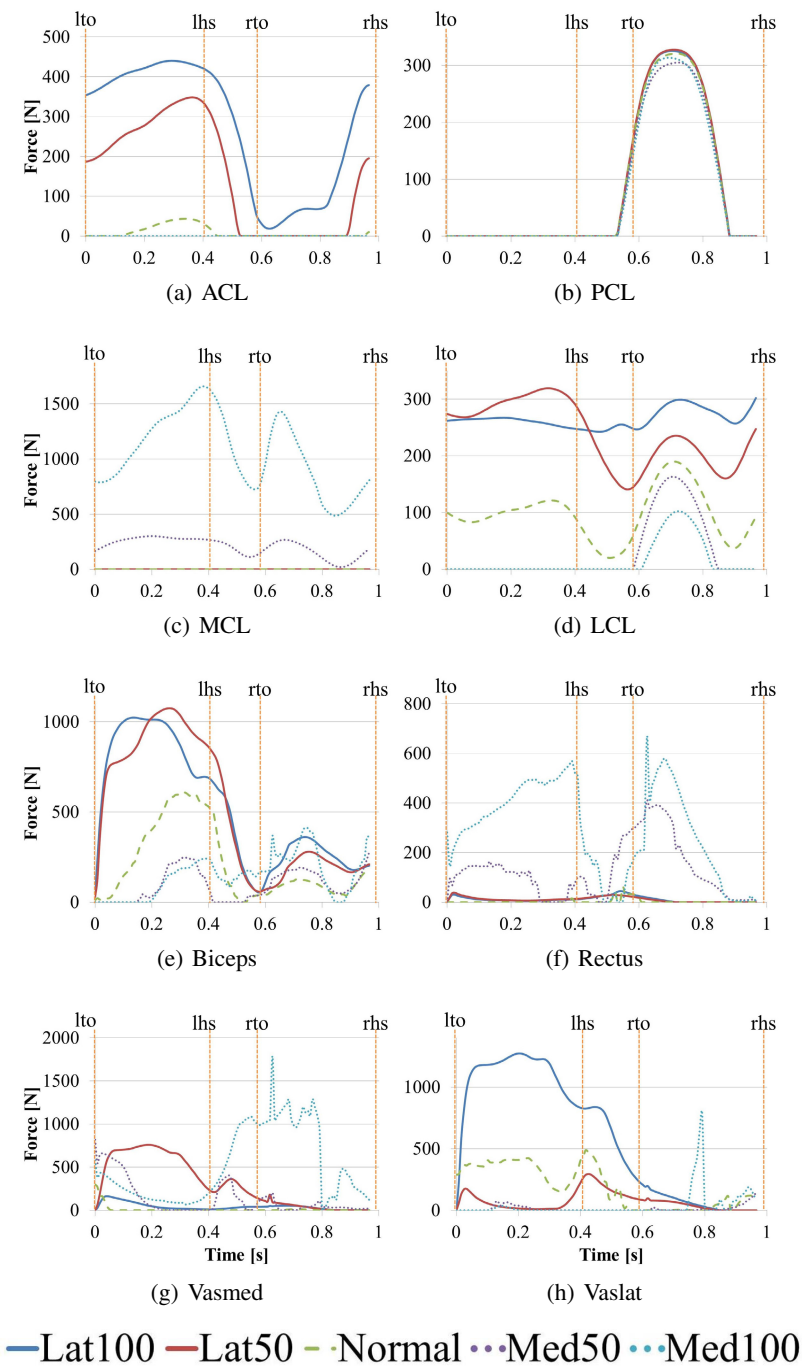 lto lhs rto rhs
500
400
300
200
100
0
Force [N]
0 0.2 0.4 0.6 0.8 1
(a) ACL
lto lhs rto rhs
300
200
100
0
0 0.2 0.4 0.6 0.8 1
(b) PCL
lto lhs rto rhs
1500
1000
500
0
Force [N]
0 0.2 0.4 0.6 0.8 1
(c) MCL
lto lhs rto rhs
300
200
100
0
0 0.2 0.4 0.6 0.8 1
(d) LCL
lto lhs rto rhs
1000
500
0
Force [N]
0 0.2 0.4 0.6 0.8 1
(e) Biceps
lto lhs rto rhs
800
600
400
200
0
0 0.2 0.4 0.6 0.8 1
(f) Rectus
lto lhs rto rhs
2000
1500
1000
500
0
Force [N]
0 0.2 0.4 0.6 0.8 1
Time [s]
(g) Vasmed
lto lhs rto rhs
1000
500
0
0 0.2 0.4 0.6 0.8 1
Time [s]
(h) Vaslat
Lat100 Lat50 Normal Med50 Med100